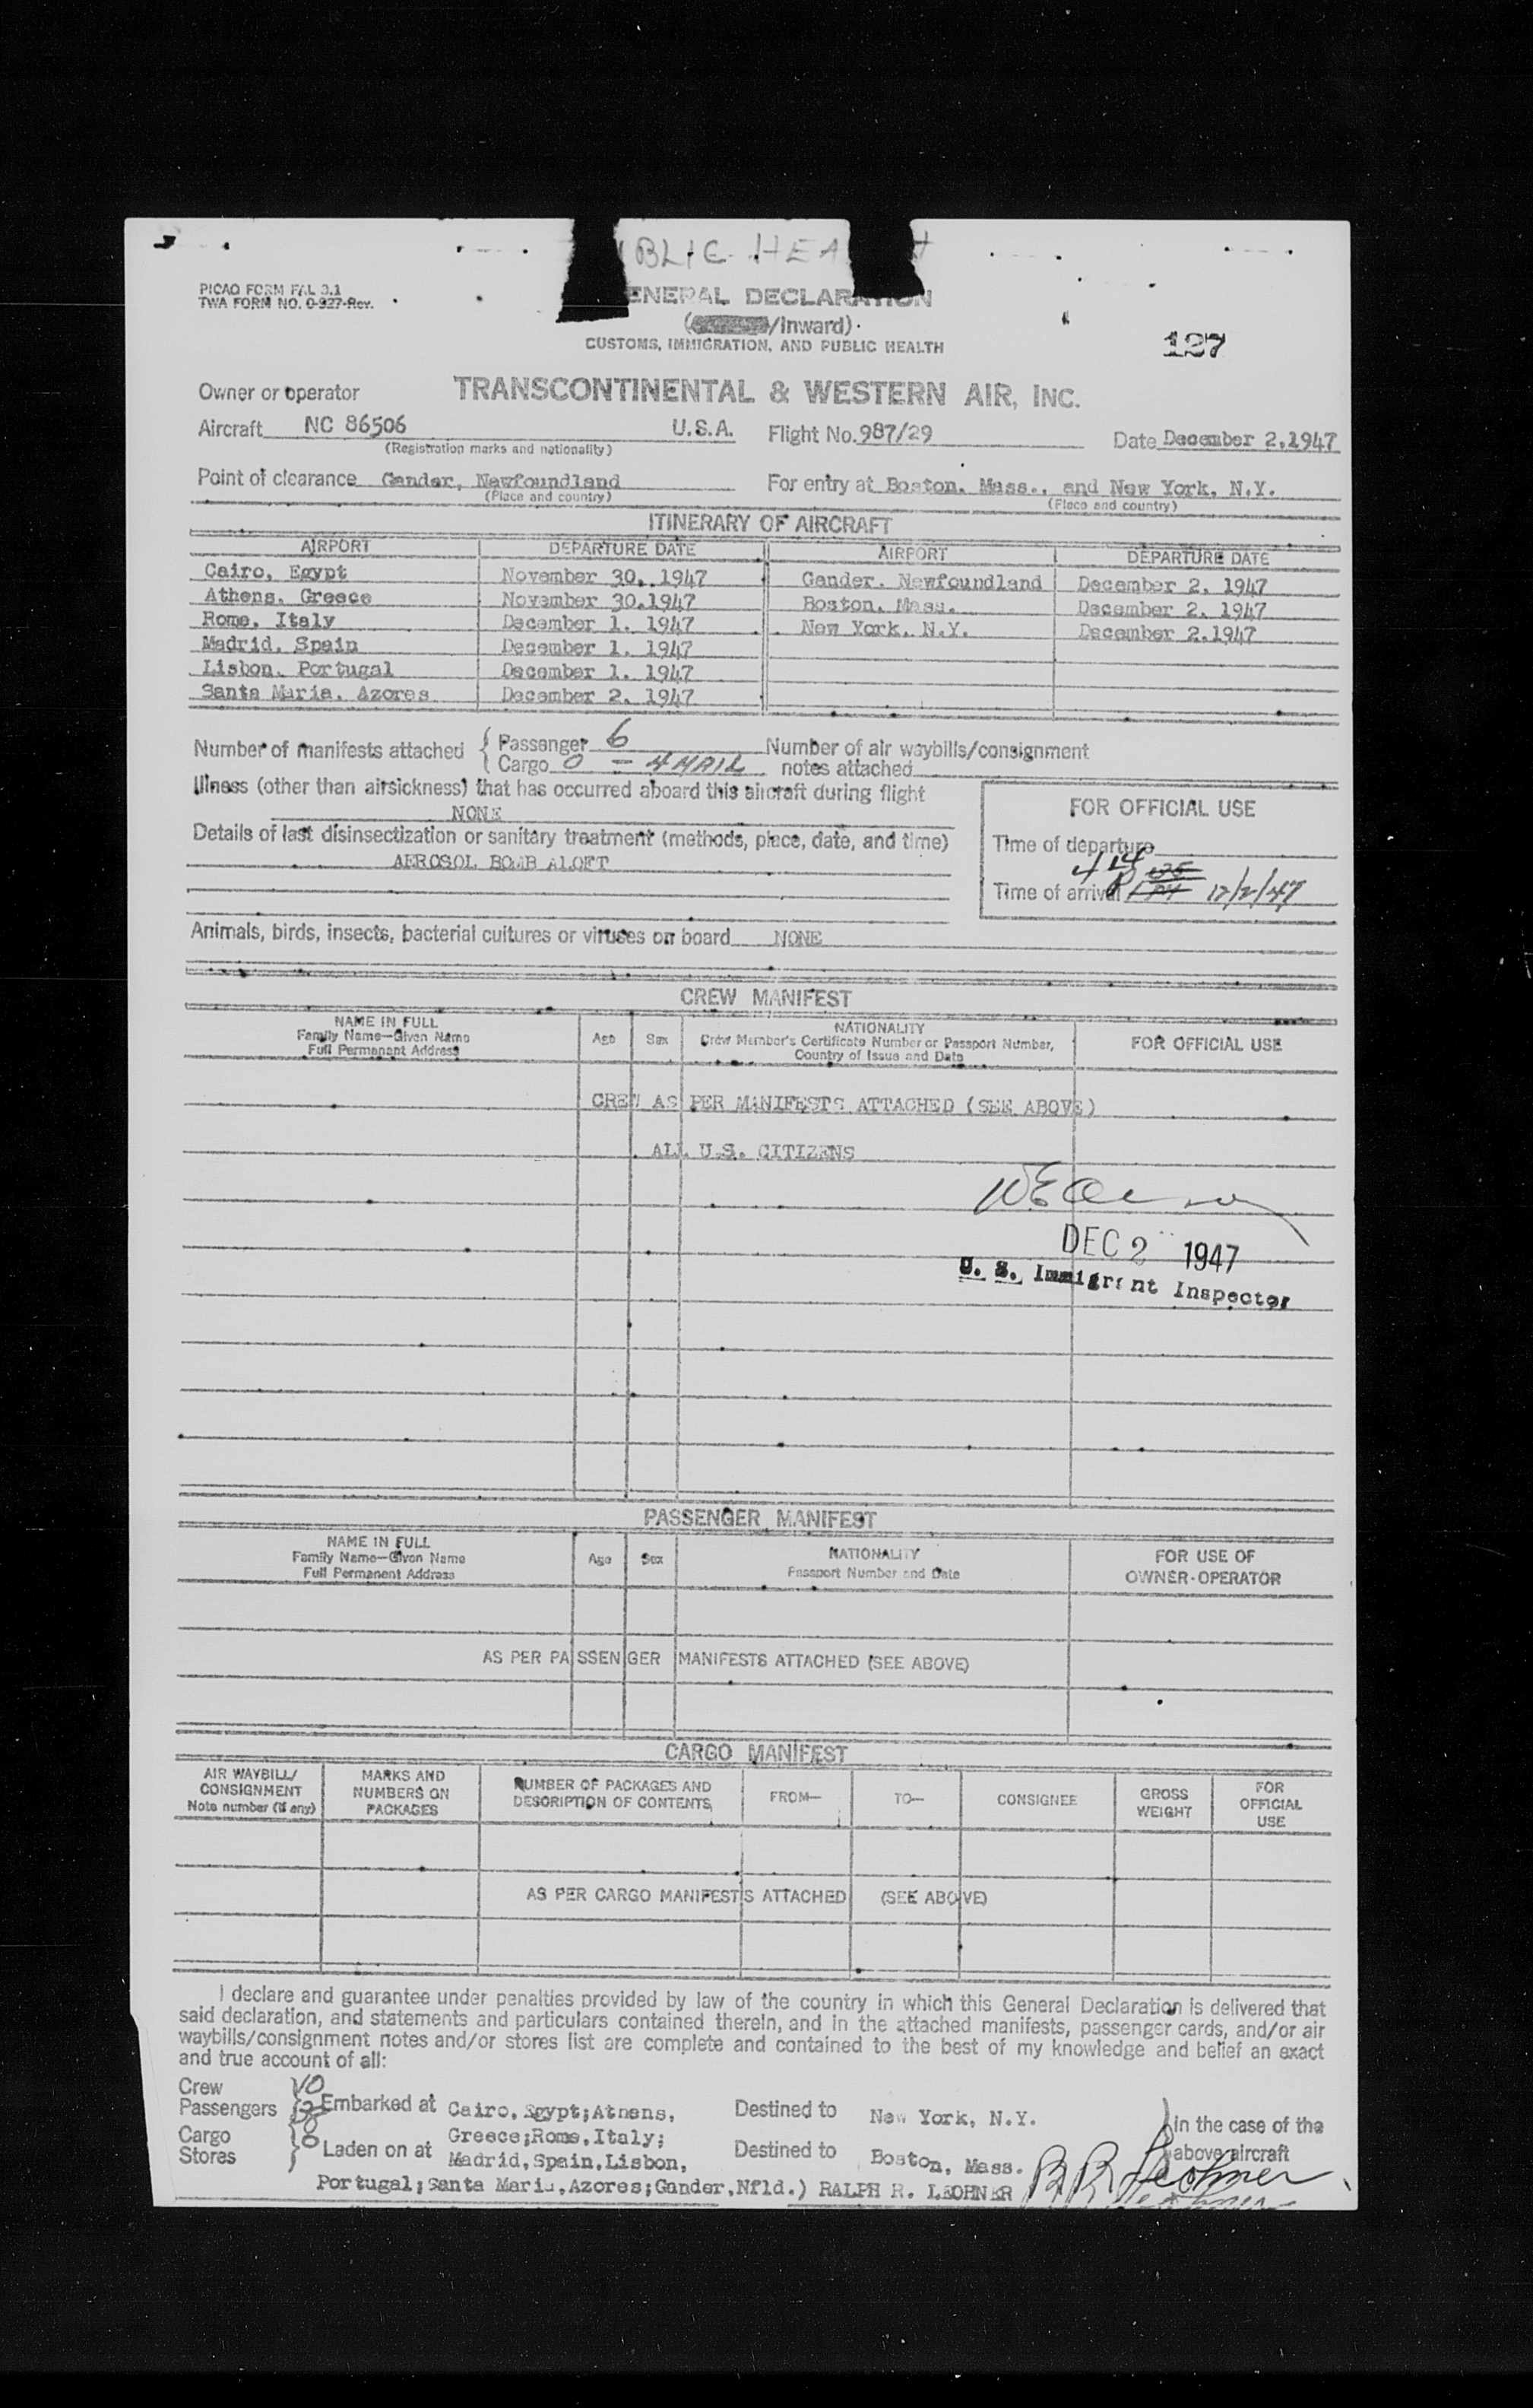 BLIC HEA
PICAO FORM FAL 3.1
TWA FORM NO. O-927-Rev.
ENERAL DECLARATION
(/Inward)
CUSTOMS, IMMIGRATION, AND PUBLIC HEALTH
127
Owner or operator TRANSCONTINENTAL & WESTERN AIR, INC.
Aircraft NC 86506 U.S.A. Flight No. 987/29 Date December 2,1947
(Registration marks and nationality)
Point of clearance Gander, Newfoundland For entry at Boston, Mass., and New York, N.Y.
(Place and country) (Place and country)
ITINERARY OF AIRCRAFT
AIRPORT DEPARTURE DATE AIRPORT DEPARTURE DATE
Cairo, Egypt November 30, 1947 Gander, Newfoundland December 2, 1947
Athens, Greece November 30,1947 Boston, Mass. December 2, 1947
Rome, Italy December 1, 1947 New York, N.Y. December 2,1947
Madrid, Spain December 1, 1947
Lisbon, Portugal December 1, 1947
Santa Maria, Azores December 2, 1947
Number of manifests attached { Passenger 6 Number of air waybills/consignment
Cargo 0 = 4 MAIL notes attached
Illness (other than airsickness) that has occurred aboard this aircraft during flight
NONE
FOR OFFICIAL USE
Details of last disinsectization or sanitary treatment (methods, place, date, and time)
AEROSOL BOMB ALOFT
Time of departure
Time of arrival 12/2/47
Animals, birds, insects, bacterial cultures or viruses on board NONE
CREW MANIFEST
NAME IN FULL
Family Name—Given Name
Full Permanent Address
Age Sex
NATIONALITY
Crew Member's Certificate Number or Passport Number,
Country of Issue and Date
FOR OFFICIAL USE
CREW AS PER MANIFESTS ATTACHED (SEE ABOVE)
ALL U.S. CITIZENS
DEC 2 1947
U. S. Immigrant Inspector
PASSENGER MANIFEST
NAME IN FULL
Family Name—Given Name
Full Permanent Address
Age Sex
NATIONALITY
Passport Number and Date
FOR USE OF
OWNER-OPERATOR
AS PER PASSENGER MANIFESTS ATTACHED (SEE ABOVE)
CARGO MANIFEST
AIR WAYBILL/
CONSIGNMENT
Note number (if any)
MARKS AND
NUMBERS ON
PACKAGES
NUMBER OF PACKAGES AND
DESCRIPTION OF CONTENTS
FROM— TO— CONSIGNEE
GROSS
WEIGHT
FOR
OFFICIAL
USE
AS PER CARGO MANIFESTS ATTACHED (SEE ABOVE)
I declare and guarantee under penalties provided by law of the country in which this General Declaration is delivered that
said declaration, and statements and particulars contained therein, and in the attached manifests, passenger cards, and/or air
waybills/consignment notes and/or stores list are complete and contained to the best of my knowledge and belief an exact
and true account of all:
Crew 10
Passengers Embarked at Cairo, Egypt;Athens, Destined to New York, N.Y. in the case of the
Cargo 0 Greece;Rome,Italy;
Stores 0 Laden on at Madrid,Spain,Lisbon, Destined to Boston, Mass. above aircraft
Portugal;Santa Maria,Azores;Gander,Nfld.) RALPH R. LEOHNER